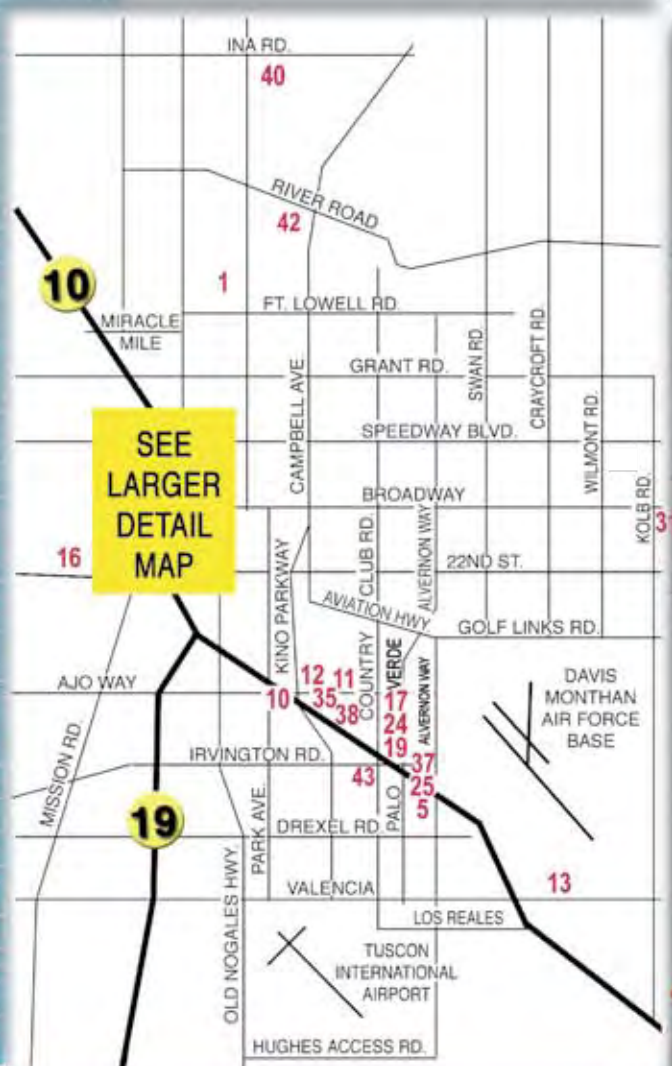 INA RD.
40
RIVER ROAD
42
10
1
FT. LOWELL RD.
MIRACLE
MILE
GRANT RD.
SWAN RD
CRAYCROFT RD.
CAMPBELL AVE
SEE
LARGER
DETAIL
MAP
SPEEDWAY BLVD.
WILMONT RD.
BROADWAY
KOLB RD.
ALVERNON WAY
CLUB RD.
16
22ND ST.
KINO PARKWAY
AVIATION HWY
GOLF LINKS RD.
COUNTRY
VERDE
ALVERNON WAY
12
11
AJO WAY
10
35
38
17
24
19
DAVIS
MONTHAN
AIR FORCE
BASE
MISSION RD.
IRVINGTON RD.
43
37
25
5
PALO
19
PARK AVE.
DREXEL RD.
13
VALENCIA
OLD NOGALES HWY.
LOS REALES
TUSCON
INTERNATIONAL
AIRPORT
HUGHES ACCESS RD.